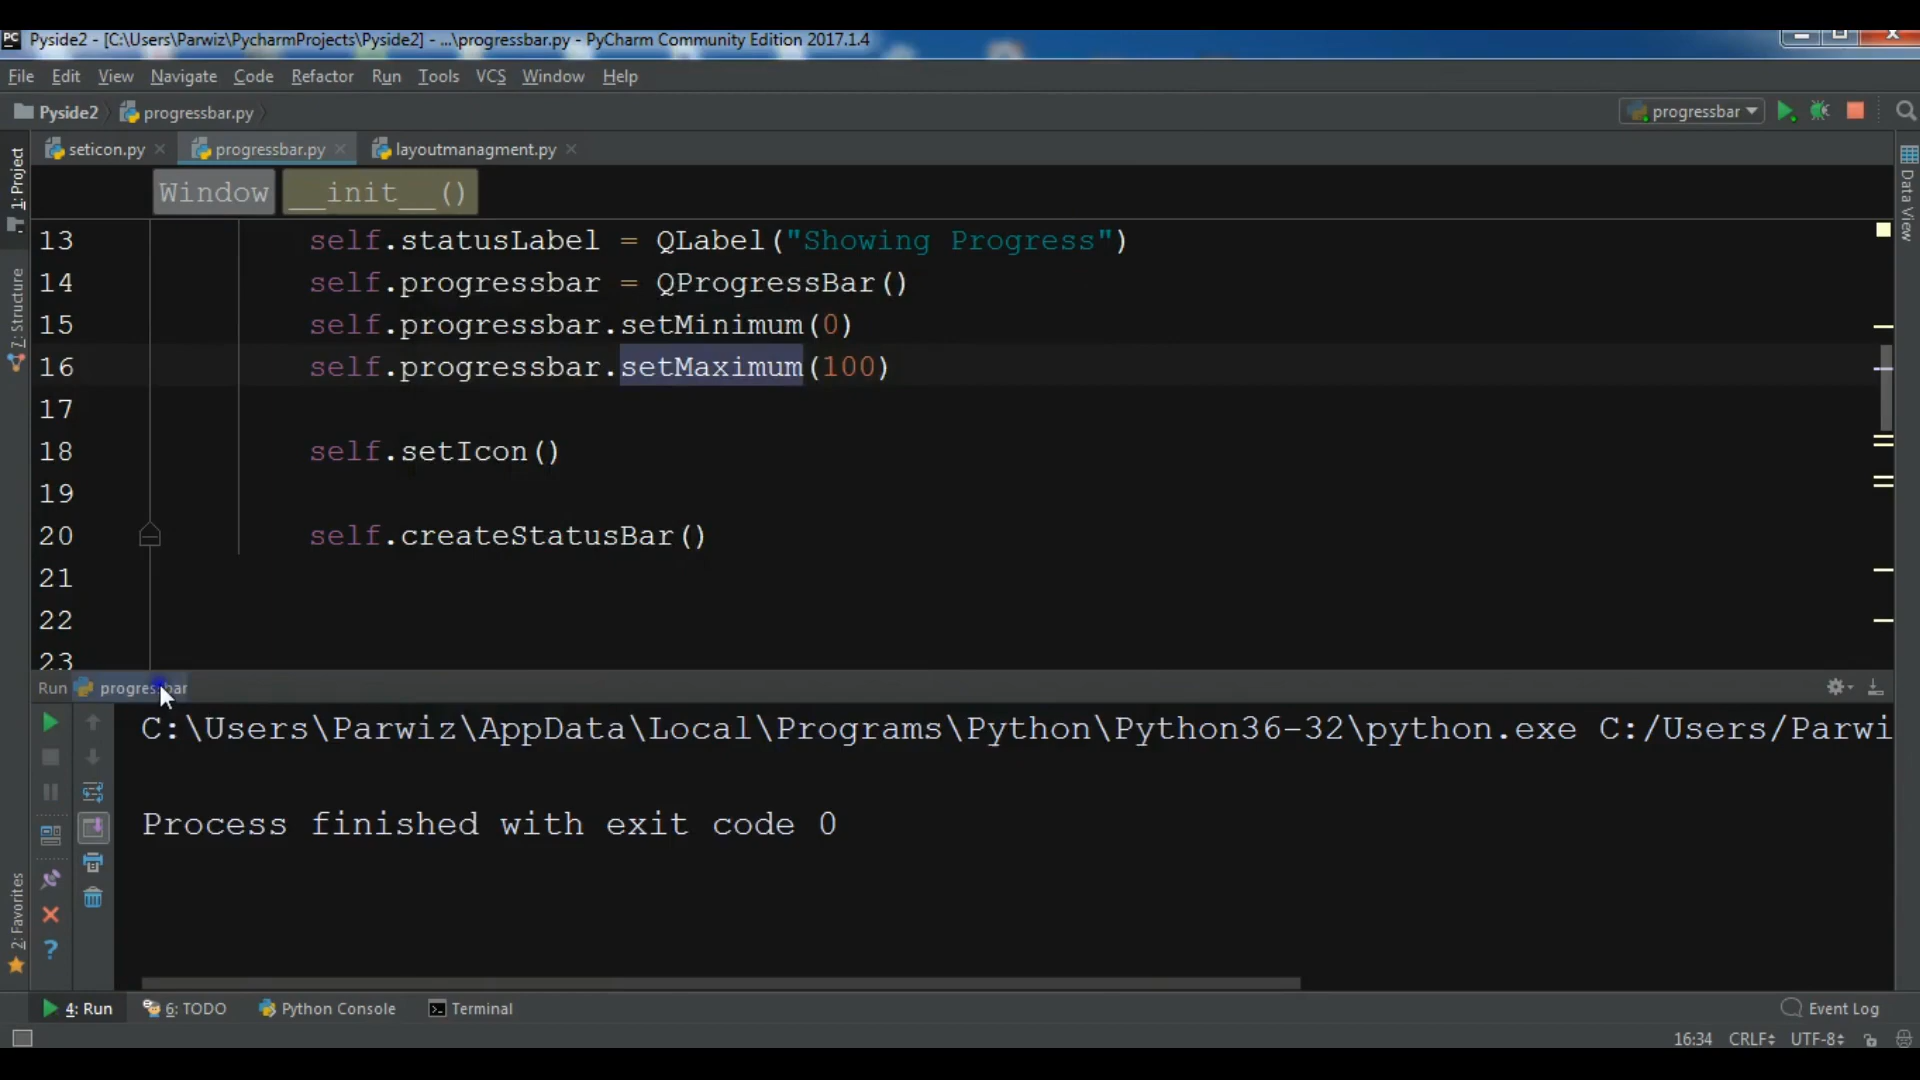 Pyside2 - [C:\Users\Parwiz\PycharmProjects\Pyside2] - ...\progressbar.py - PyCharm Community Edition 2017.1.4
File Edit View Navigate Code Refactor Run Tools VCS Window Help
Pyside2 progressbar.py progressbar
seticon.py progressbar.py layoutmanagment.py
1: Project
7: Structure
2: Favorites
Data View
Window __init__()
13 self.statusLabel = QLabel("Showing Progress")
14 self.progressbar = QProgressBar()
15 self.progressbar.setMinimum(0)
16 self.progressbar.setMaximum(100)
17
18 self.setIcon()
19
20 self.createStatusBar()
21
22
23
Run progressbar
C:\Users\Parwiz\AppData\Local\Programs\Python\Python36-32\python.exe C:/Users/Parwi
Process finished with exit code 0
4: Run 6: TODO Python Console Terminal Event Log
16:34 CRLF UTF-8